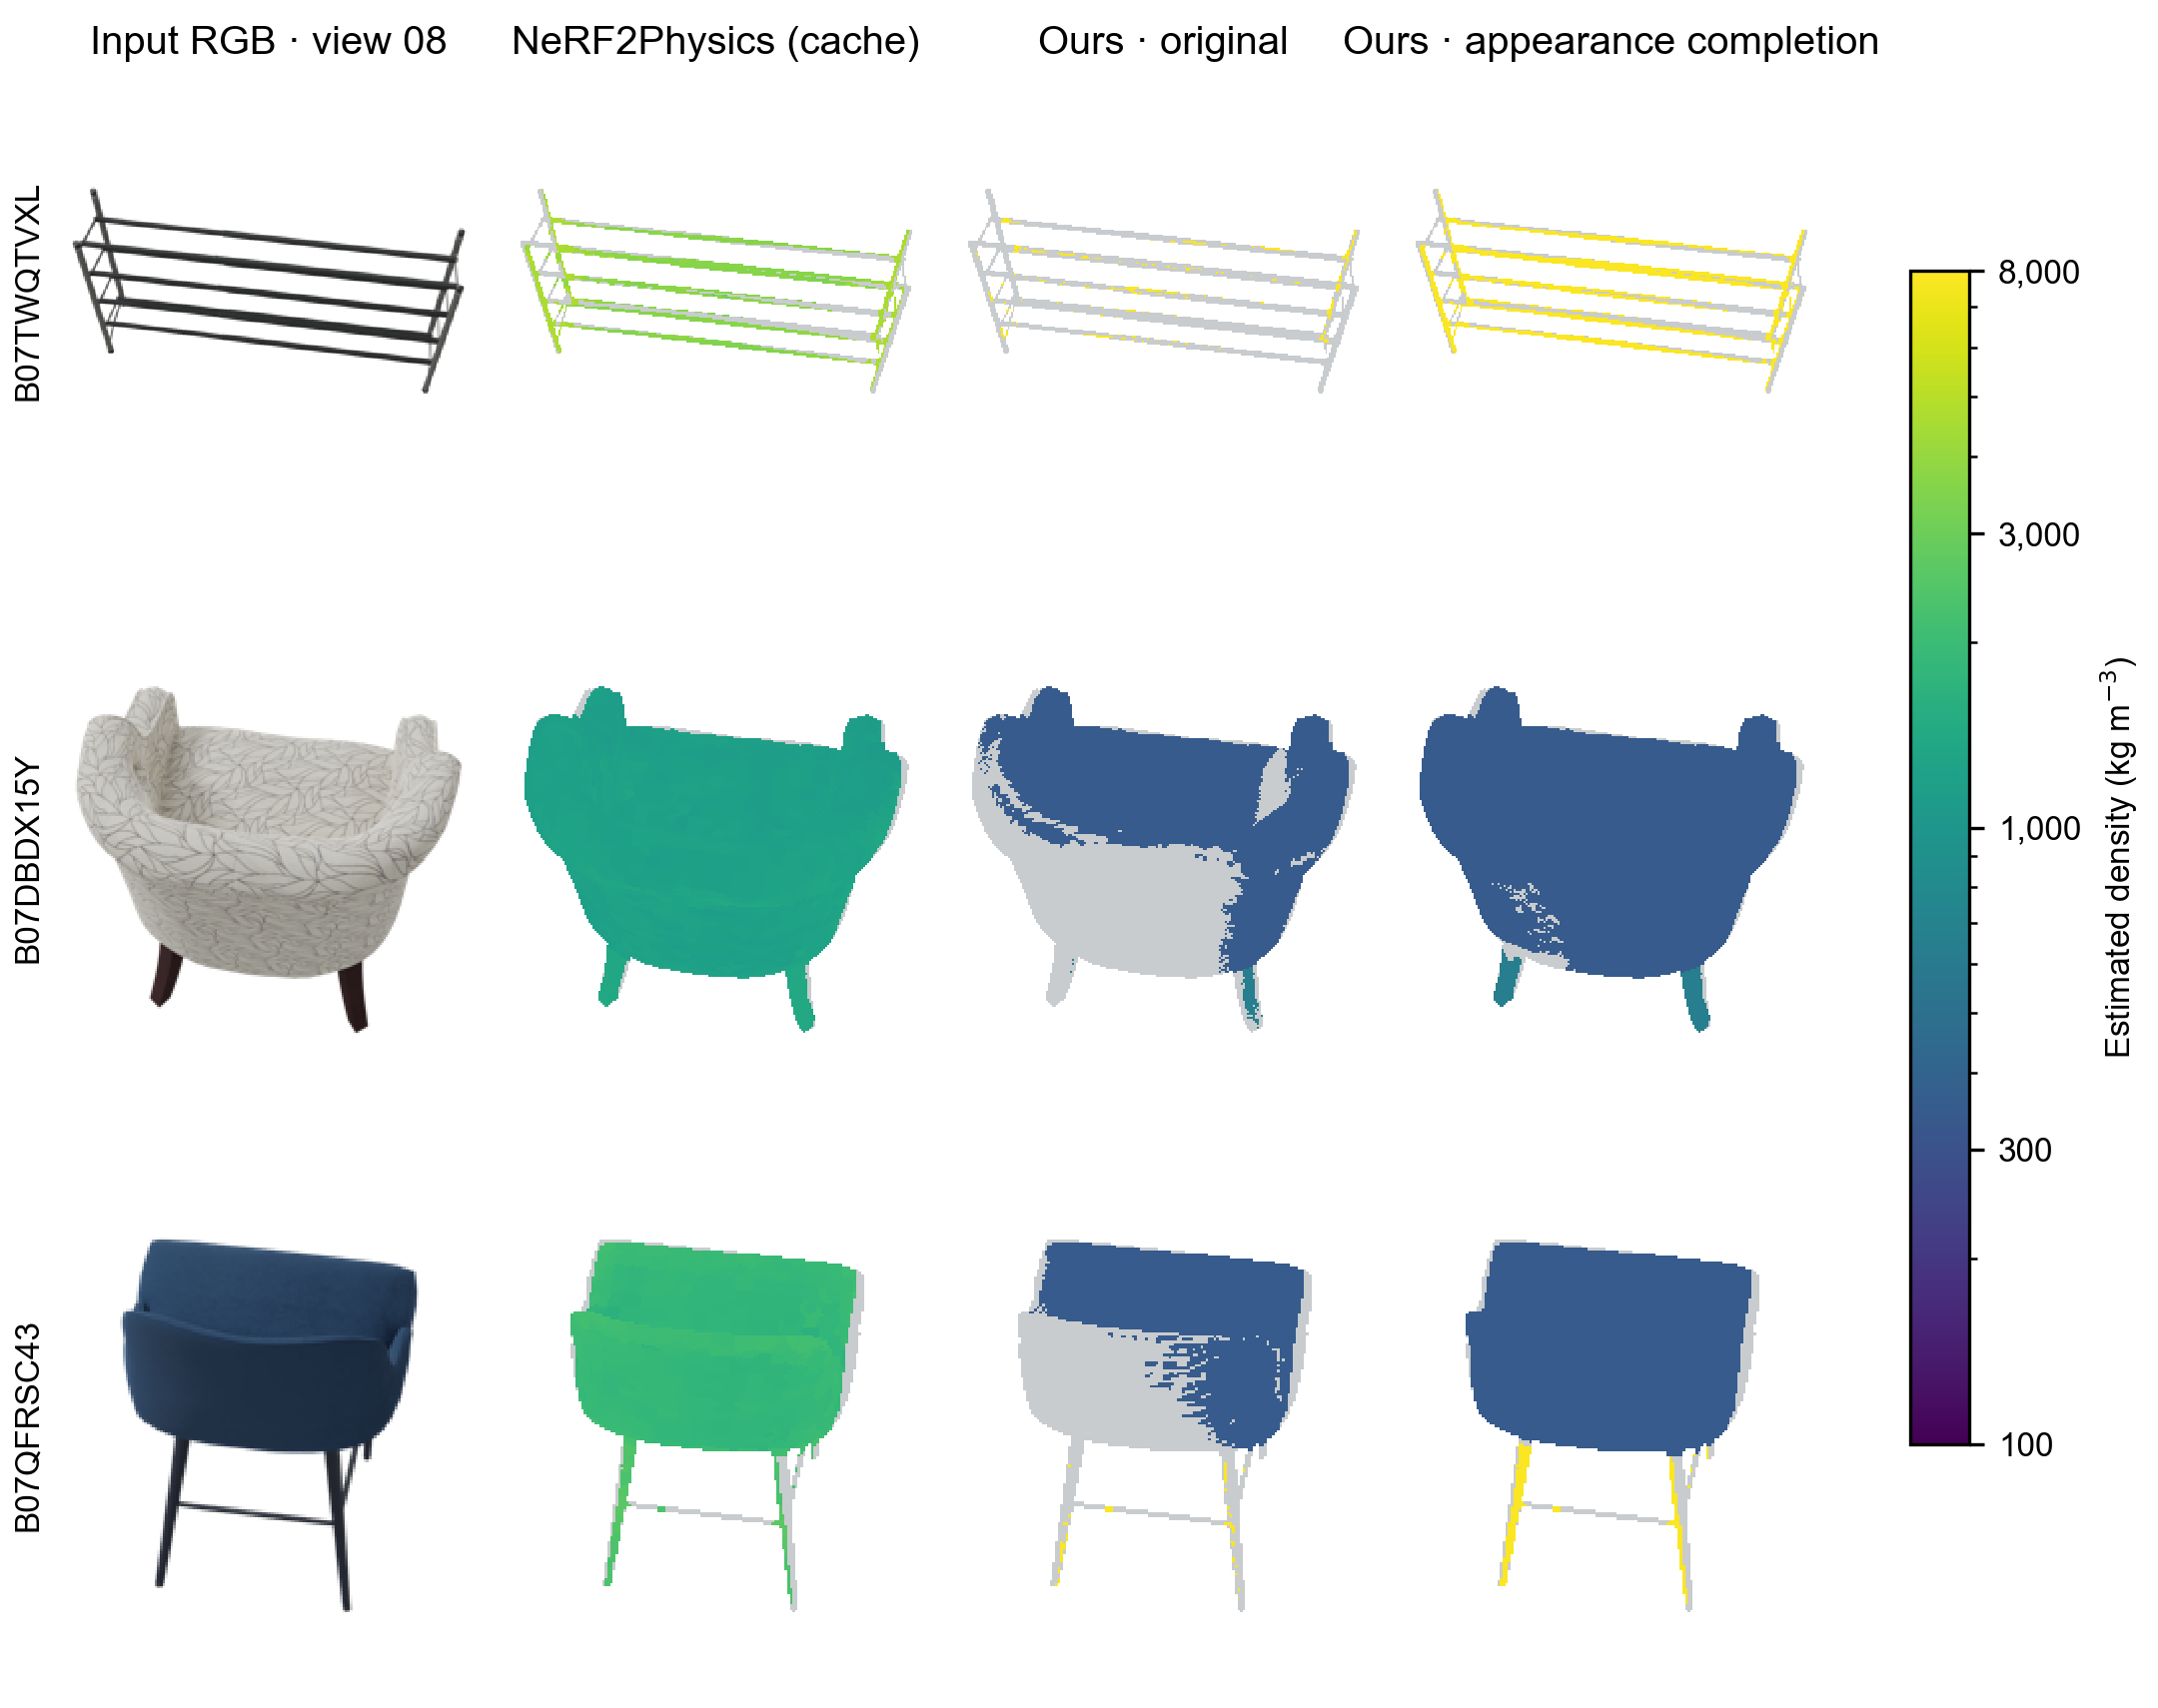 Input RGB · view 08
NeRF2Physics (cache)
Ours · original
Ours · appearance completion
B07TWQTVXL
B07DBDX15Y
B07QFRSC43
8,000
3,000
1,000
300
100
Estimated density (kg m⁻³)